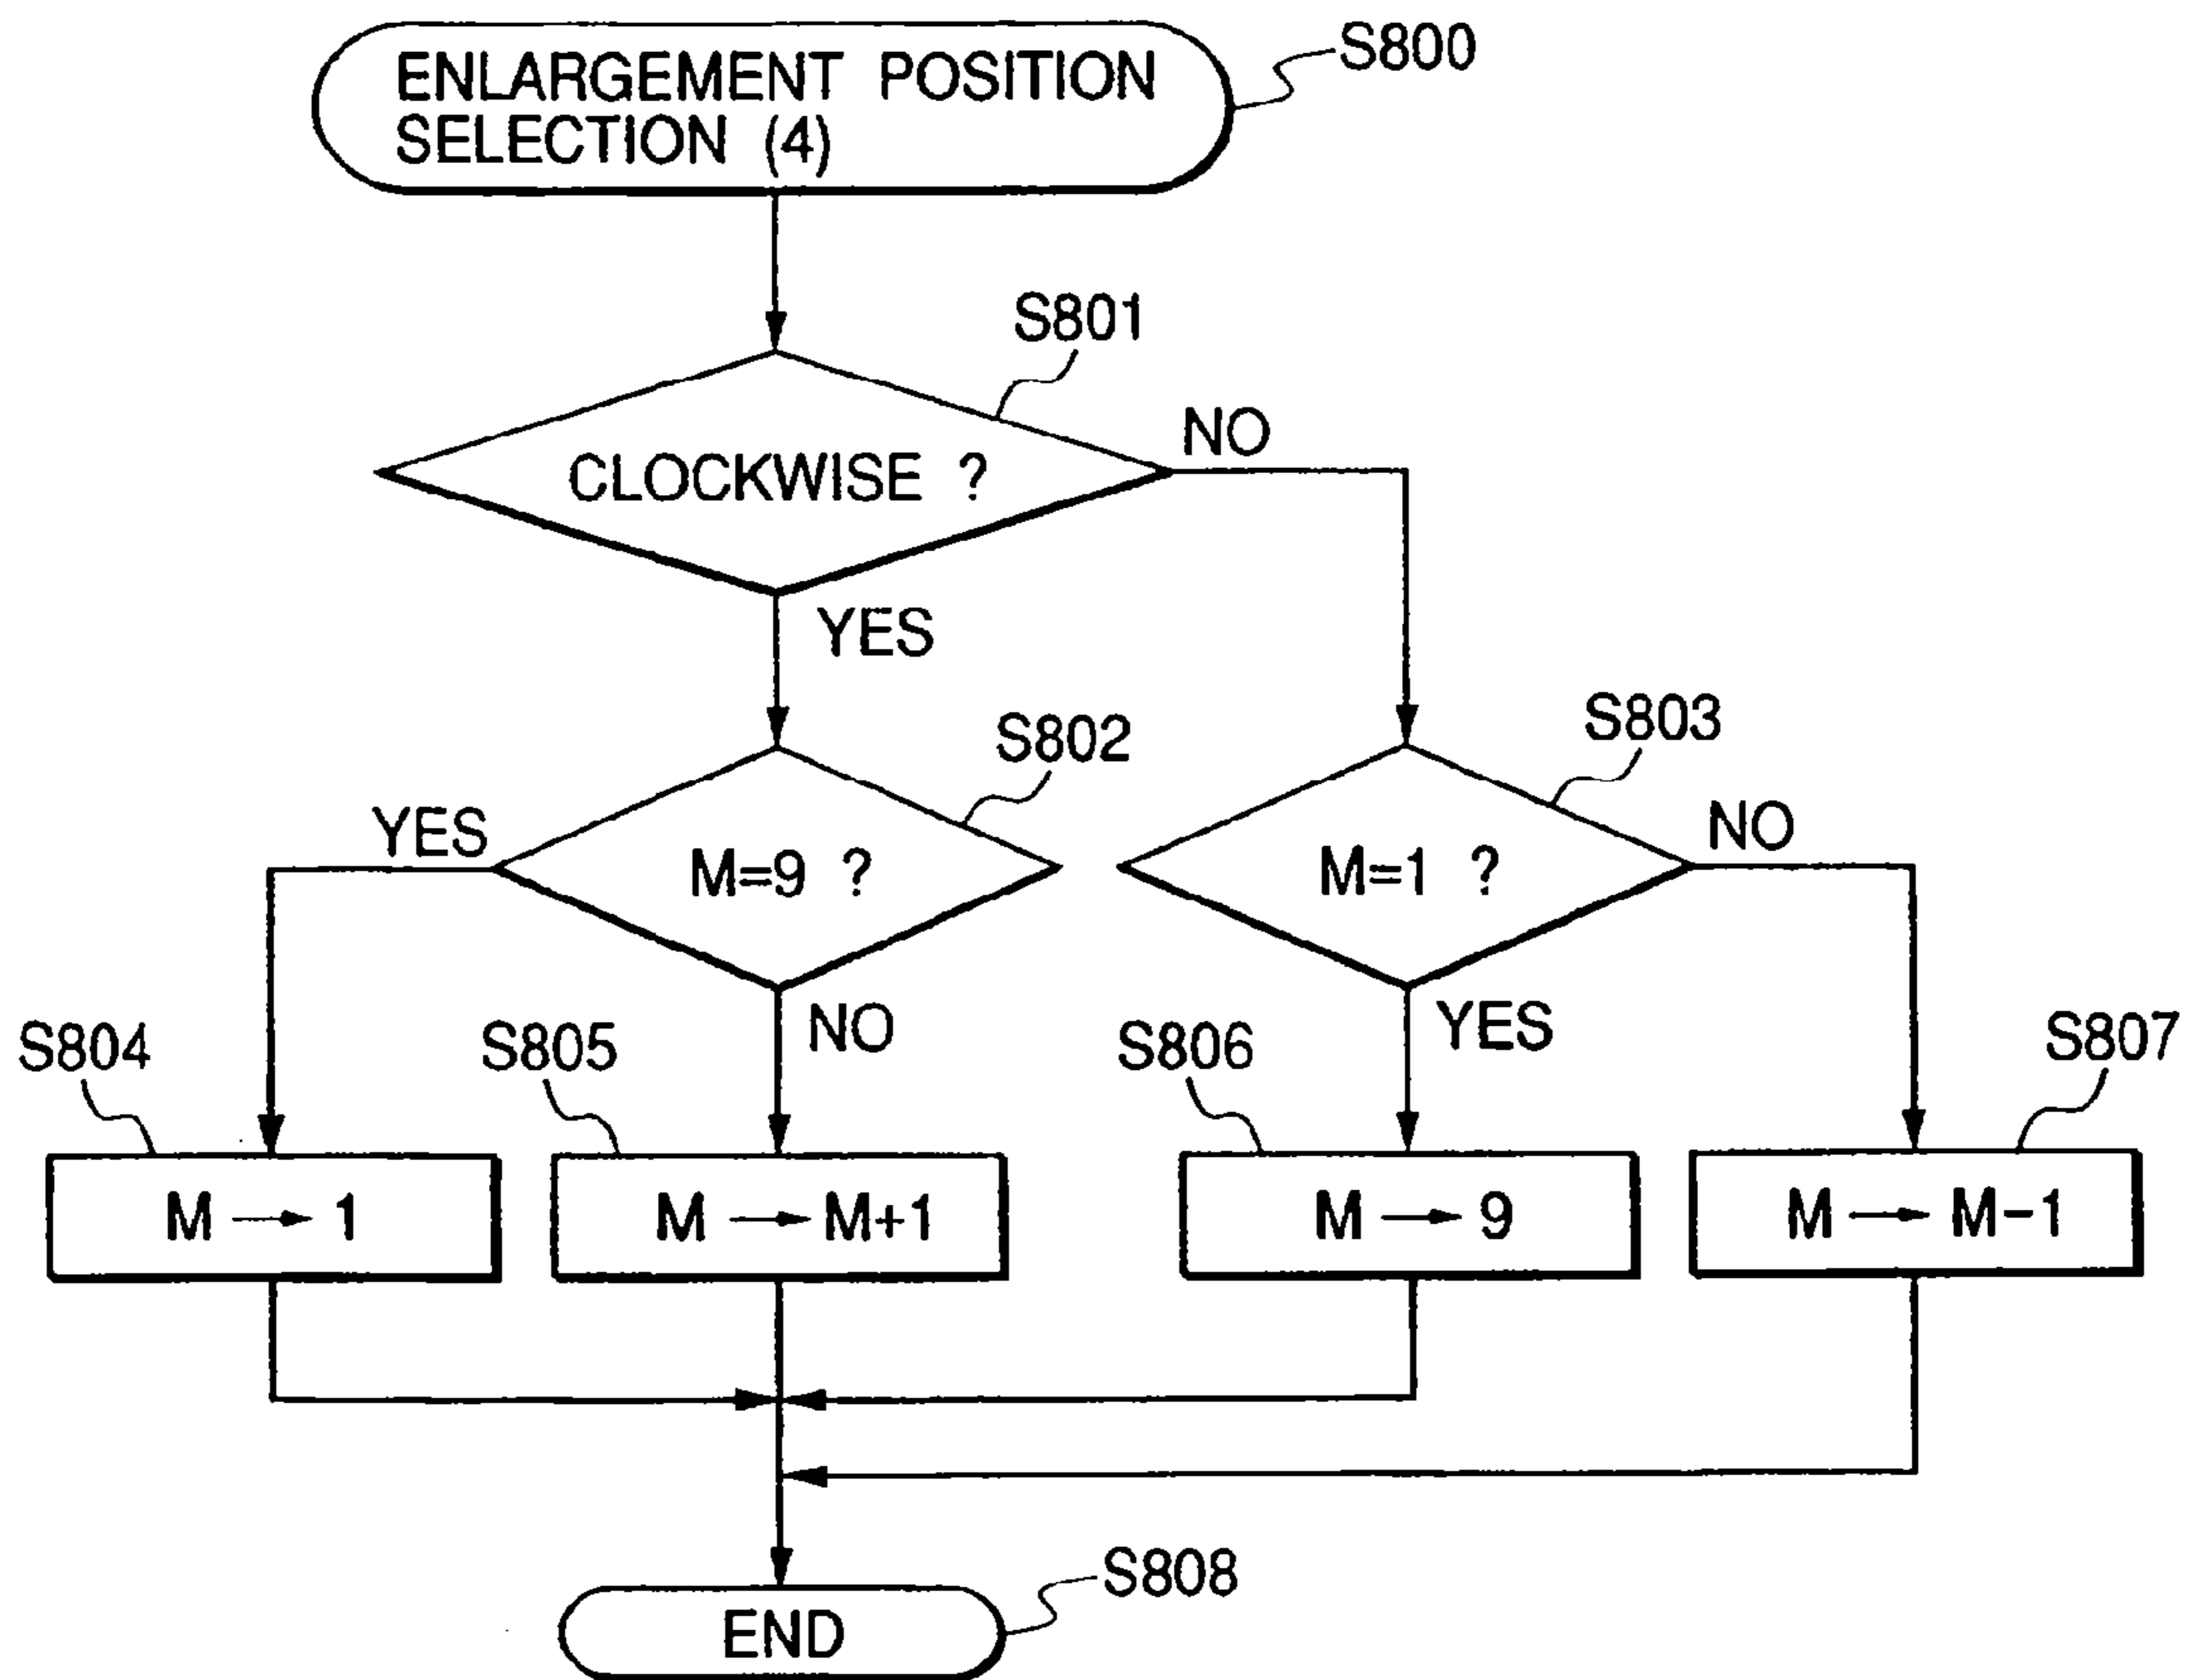 ENLARGEMENT POSITION
SELECTION (4)
S800
S801
CLOCKWISE ?
NO
YES
S802
M=9 ?
YES
NO
S803
M=1 ?
NO
YES
S804
M → 1
S805
M → M+1
S806
M → 9
S807
M → M-1
S808
END